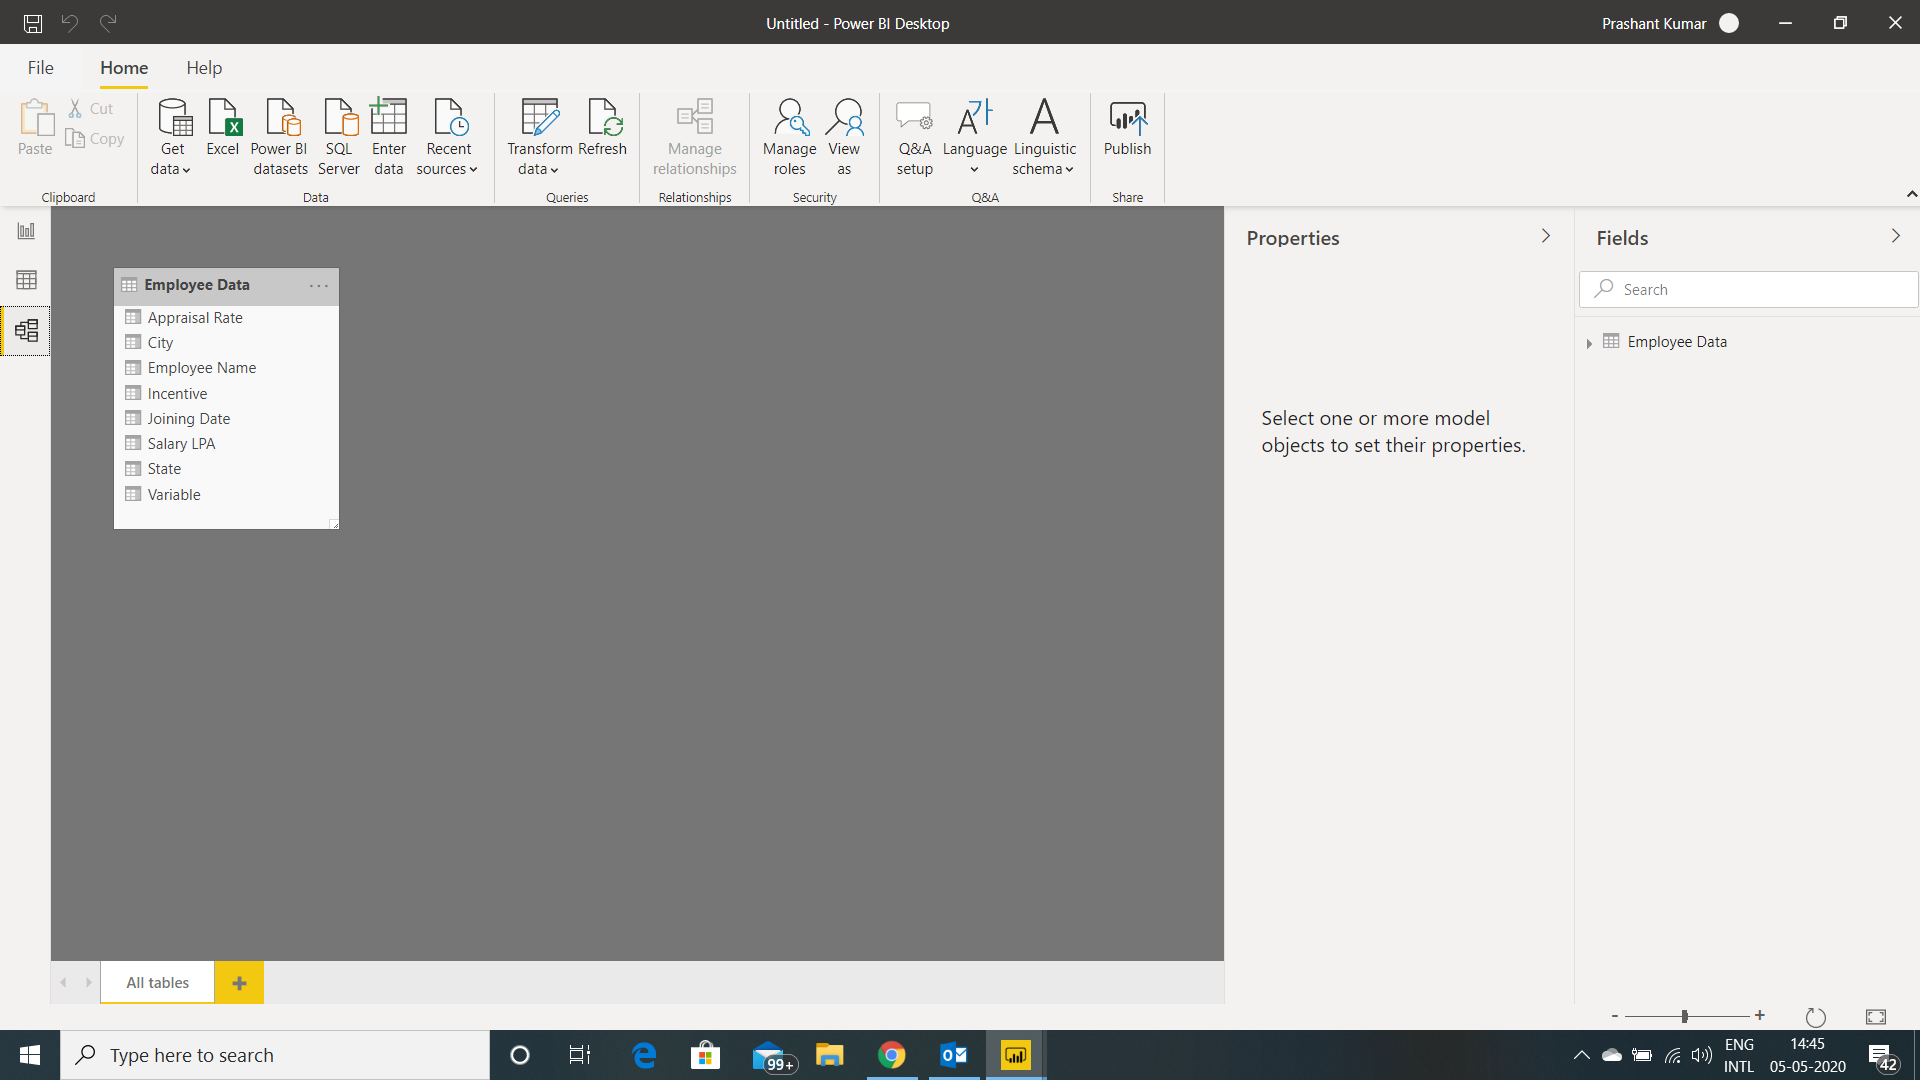 Untitled - Power BI Desktop
Prashant Kumar
File
Home
Help
Paste
Cut
Copy
Clipboard
Get data
Excel
Power BI datasets
SQL Server
Enter data
Recent sources
Data
Transform data
Refresh
Queries
Manage relationships
Relationships
Manage roles
View as
Security
Q&A setup
Language
Linguistic schema
Q&A
Publish
Share
Employee Data
...
Appraisal Rate
City
Employee Name
Incentive
Joining Date
Salary LPA
State
Variable
Properties
Select one or more model
objects to set their properties.
Fields
Search
Employee Data
All tables
+
- +
Type here to search
99+
ENG
INTL
14:45
05-05-2020
42